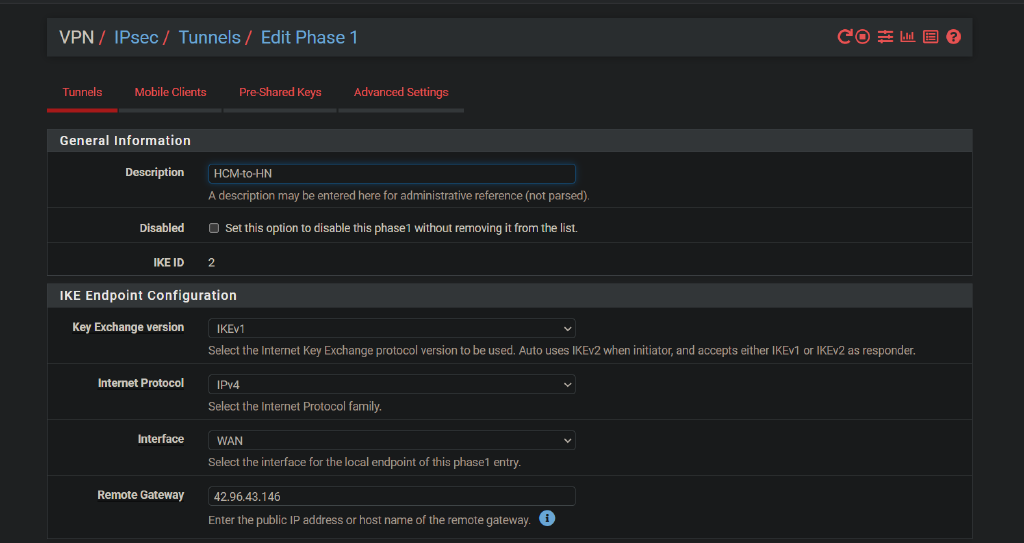 VPN / IPsec / Tunnels / Edit Phase 1
Tunnels Mobile Clients Pre-Shared Keys Advanced Settings
General Information
Description HCM-to-HN
A description may be entered here for administrative reference (not parsed).
Disabled Set this option to disable this phase1 without removing it from the list.
IKE ID 2
IKE Endpoint Configuration
Key Exchange version IKEv1
Select the Internet Key Exchange protocol version to be used. Auto uses IKEv2 when initiator, and accepts either IKEv1 or IKEv2 as responder.
Internet Protocol IPv4
Select the Internet Protocol family.
Interface WAN
Select the interface for the local endpoint of this phase1 entry.
Remote Gateway 42.96.43.146
Enter the public IP address or host name of the remote gateway.